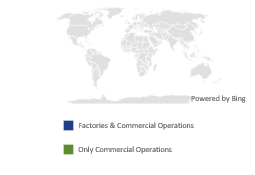 Powered by Bing
Factories & Commercial Operations
Only Commercial Operations